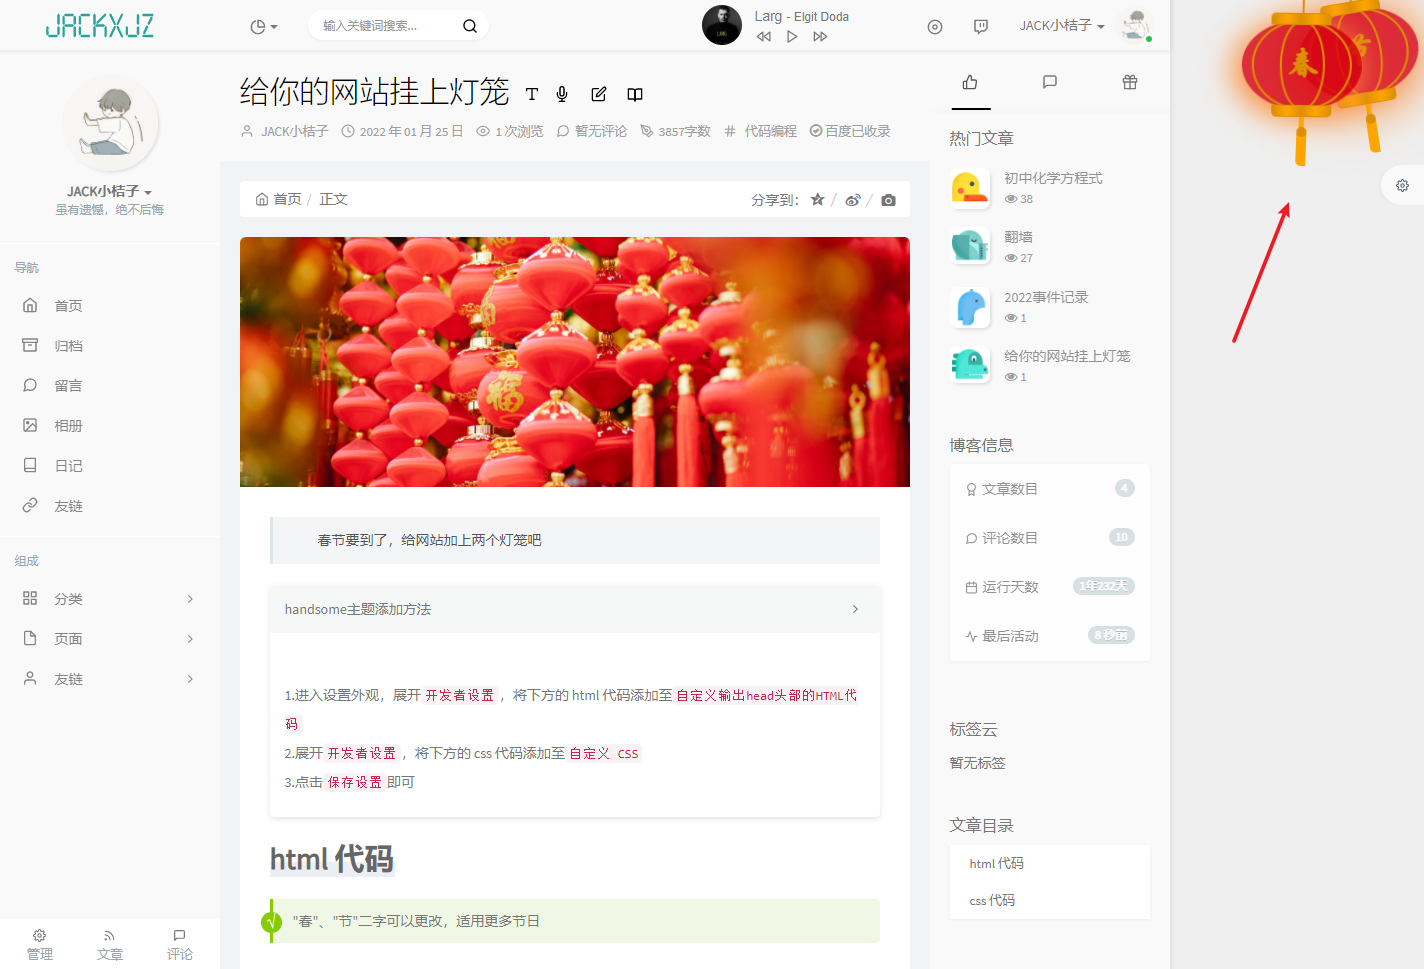 JACKXJZ
输入关键词搜索...
LARG
Larg - Elgit Doda
JACK小桔子
JACK小桔子
虽有遗憾，绝不后悔
导航
首页
归档
留言
相册
日记
友链
组成
分类
页面
友链
管理
文章
评论
给你的网站挂上灯笼
JACK小桔子 2022 年 01 月 25 日 1 次浏览 暂无评论 3857字数 # 代码编程 百度已收录
首页 / 正文
分享到： / /
福
春节要到了，给网站加上两个灯笼吧
handsome主题添加方法
1.进入设置外观，展开 开发者设置 ，将下方的 html 代码添加至 自定义输出head头部的HTML代
码
2.展开 开发者设置 ，将下方的 css 代码添加至 自定义 CSS
3.点击 保存设置 即可
html 代码
√ "春"、"节"二字可以更改，适用更多节日
热门文章
初中化学方程式
38
翻墙
27
2022事件记录
1
给你的网站挂上灯笼
1
博客信息
文章数目 4
评论数目 10
运行天数 1年232天
最后活动 8 秒前
标签云
暂无标签
文章目录
html 代码
css 代码
春
节